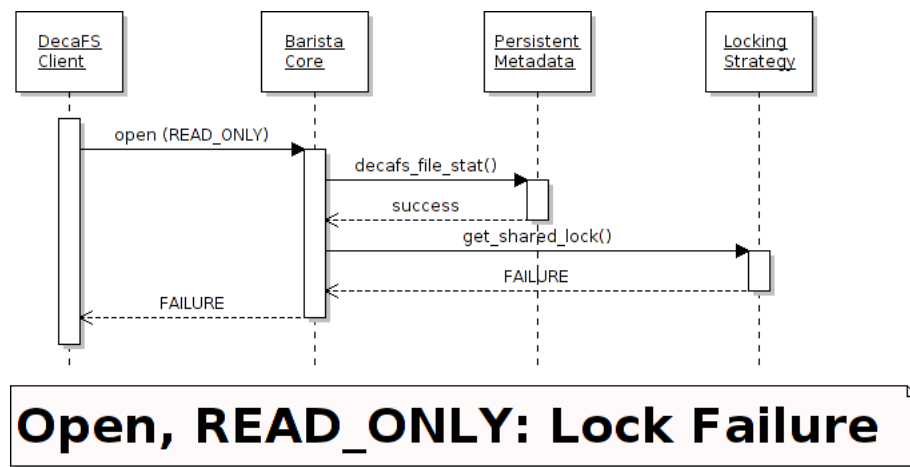 DecaFS
Client
Barista
Core
Persistent
Metadata
Locking
Strategy
open (READ_ONLY)
decafs_file_stat()
success
get_shared_lock()
FAILURE
FAILURE
Open, READ_ONLY: Lock Failure